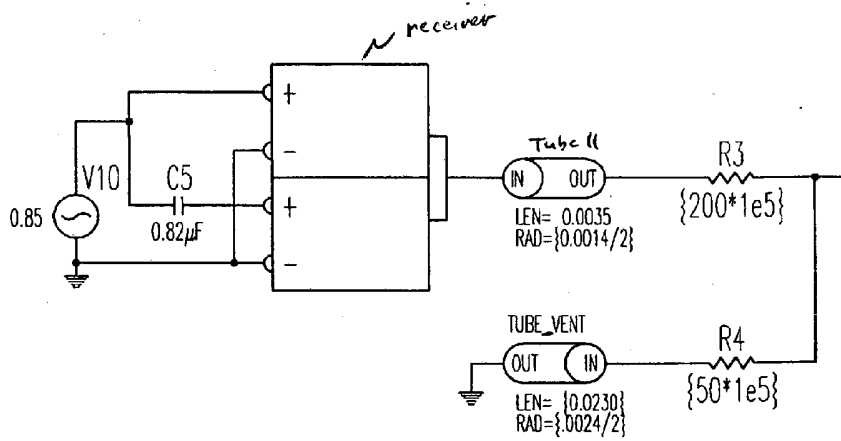 receiver
+
-
+
-
V10
0.85
C5
0.82µF
Tube 11
IN
OUT
LEN= 0.0035
RAD={0.0014/2}
R3
{200*1e5}
TUBE_VENT
OUT
IN
LEN= {0.0230}
RAD={.0024/2}
R4
{50*1e5}